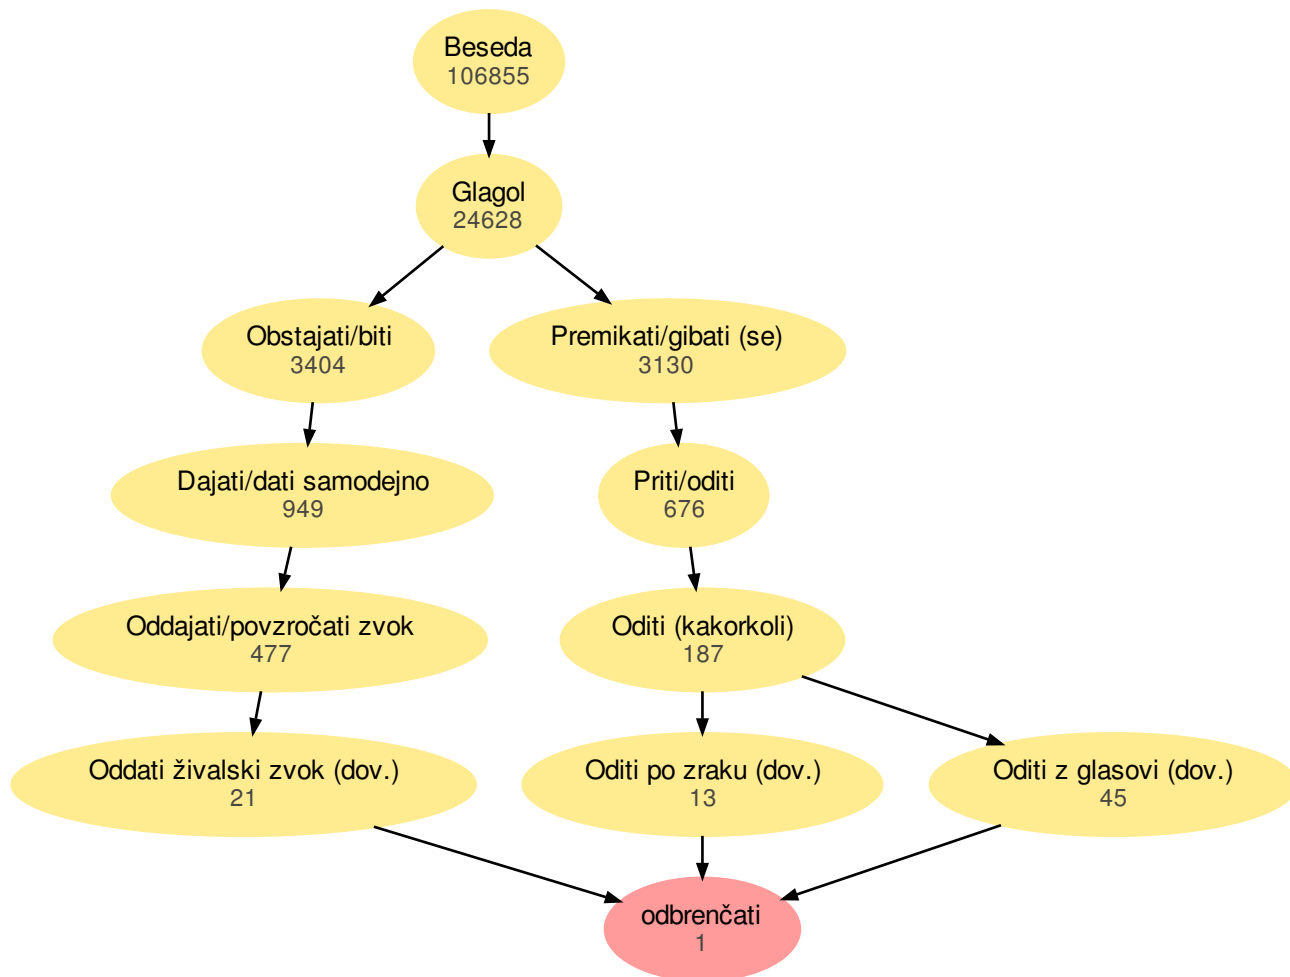 Beseda
106855
Glagol
24628
Obstajati/biti
3404
Premikati/gibati (se)
3130
Dajati/dati samodejno
949
Priti/oditi
676
Oddajati/povzročati zvok
477
Oditi (kakorkoli)
187
Oddati živalski zvok (dov.)
21
Oditi po zraku (dov.)
13
Oditi z glasovi (dov.)
45
odbrenčati
1